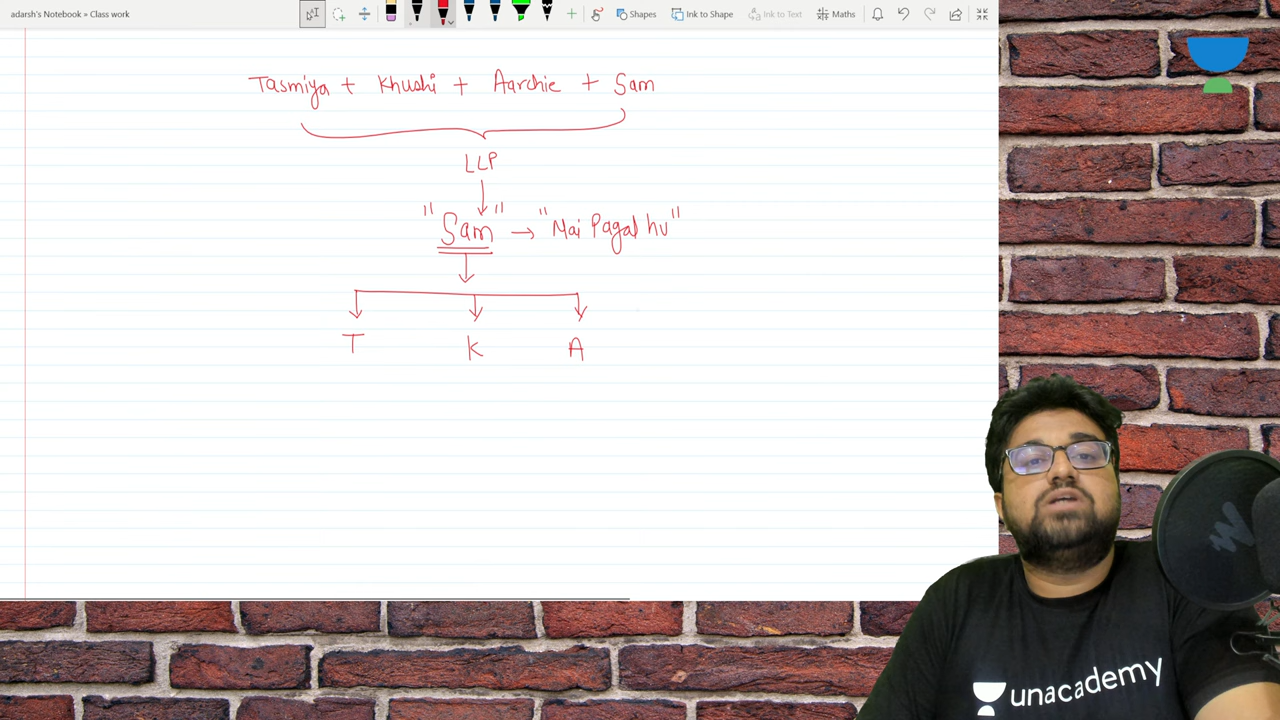 adarsh's Notebook » Class work
Shapes
Ink to Shape
Ink to Text
Maths
Tasmiya + Khushi + Aarchie + Sam
LLP
"Sam" → "Mai Pagal hu"
T K A
unacademy